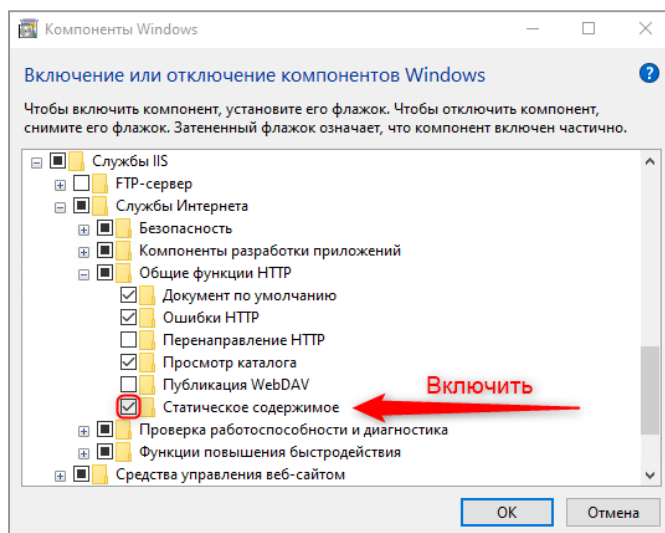 Компоненты Windows
Включение или отключение компонентов Windows
?
Чтобы включить компонент, установите его флажок. Чтобы отключить компонент,
снимите его флажок. Затененный флажок означает, что компонент включен частично.
Службы IIS
FTP-сервер
Службы Интернета
Безопасность
Компоненты разработки приложений
Общие функции HTTP
Документ по умолчанию
Ошибки HTTP
Перенаправление HTTP
Просмотр каталога
Публикация WebDAV
Включить
Статическое содержимое
Проверка работоспособности и диагностика
Функции повышения быстродействия
Средства управления веб-сайтом
ОК
Отмена